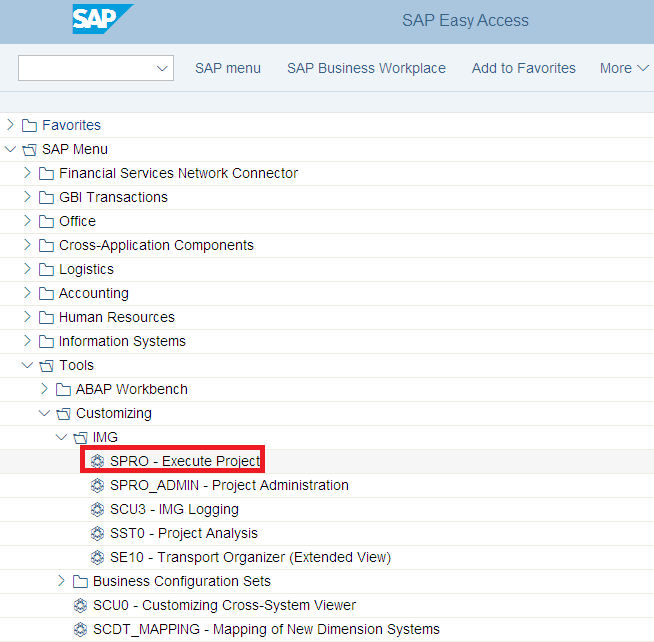 SAP SAP Easy Access
SAP menu SAP Business Workplace Add to Favorites More
Favorites
SAP Menu
Financial Services Network Connector
GBI Transactions
Office
Cross-Application Components
Logistics
Accounting
Human Resources
Information Systems
Tools
ABAP Workbench
Customizing
IMG
SPRO - Execute Project
SPRO_ADMIN - Project Administration
SCU3 - IMG Logging
SST0 - Project Analysis
SE10 - Transport Organizer (Extended View)
Business Configuration Sets
SCU0 - Customizing Cross-System Viewer
SCDT_MAPPING - Mapping of New Dimension Systems